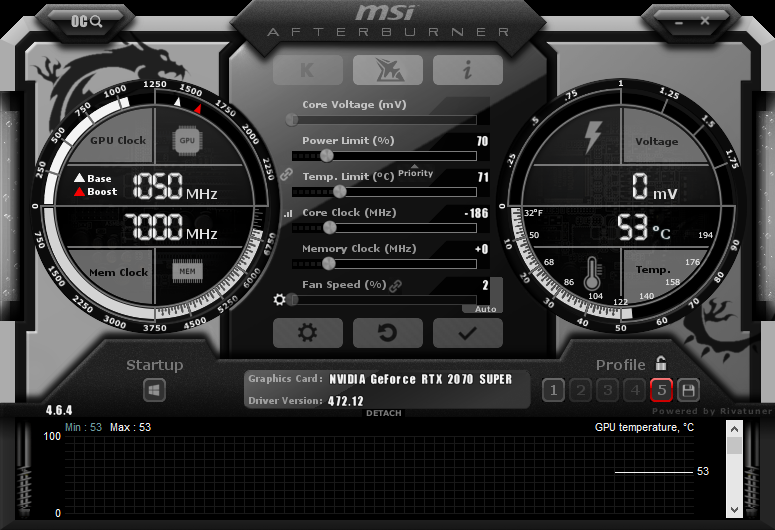 OC
msi
AFTERBURNER
K
i
GPU Clock
GPU
Base
Boost
1050 MHz
7000 MHz
Mem Clock
MEM
0
250
500
750
1000
1250
1500
1750
2000
2250
750
1500
2250
3000
3750
4500
5250
6000
6750
Core Voltage (mV)
Power Limit (%) 70
Priority
Temp. Limit (°C) 71
Core Clock (MHz) -186
Memory Clock (MHz) +0
Fan Speed (%) 2
Auto
Voltage
0 mV
53 °C
Temp.
0
.25
.5
.75
1
1.25
1.5
1.75
32°F
50
68
86
104
122
140
158
176
194
10
20
30
40
50
60
70
80
90
Startup
Graphics Card: NVIDIA GeForce RTX 2070 SUPER
Driver Version: 472.12
Profile
1 2 3 4 5
4.6.4
DETACH
Powered by Rivatuner
Min : 53 Max : 53
GPU temperature, °C
100
53
0